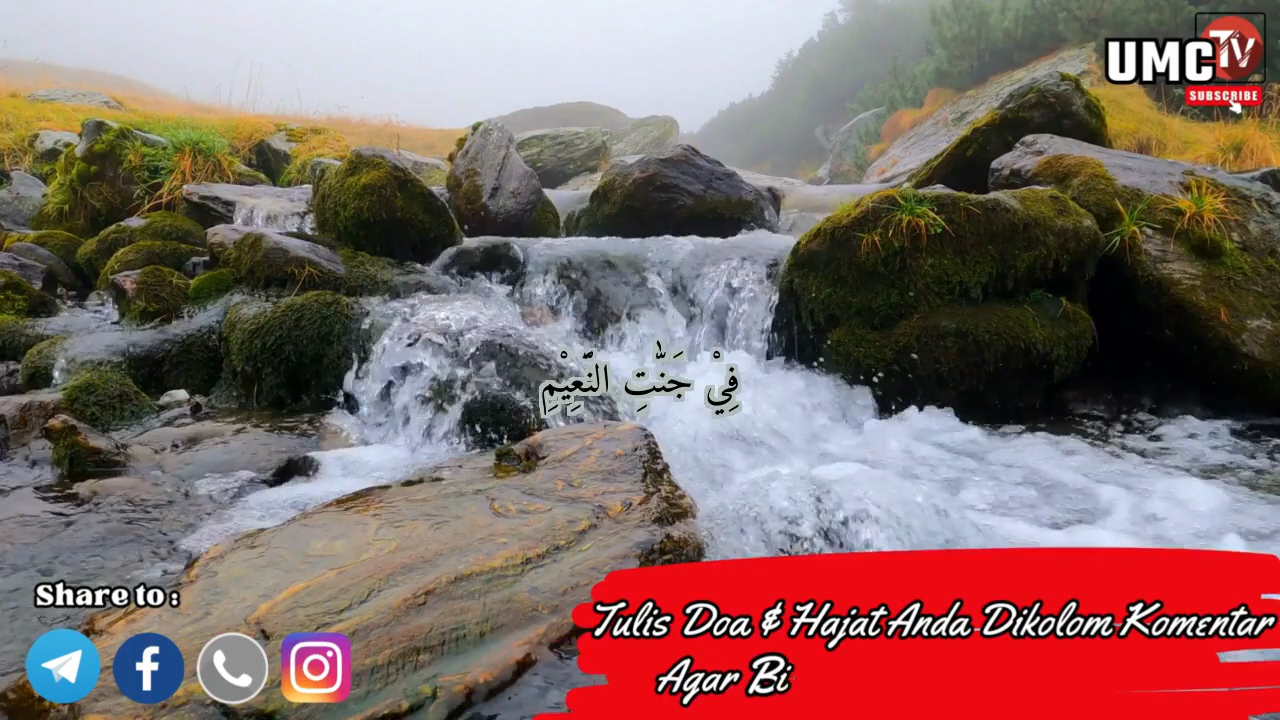 UMC TV
SUBSCRIBE
فِيْ جَنّٰتِ النَّعِيْمِ
Share to :
Tulis Doa & Hajat Anda Dikolom Komentar
Agar Bi